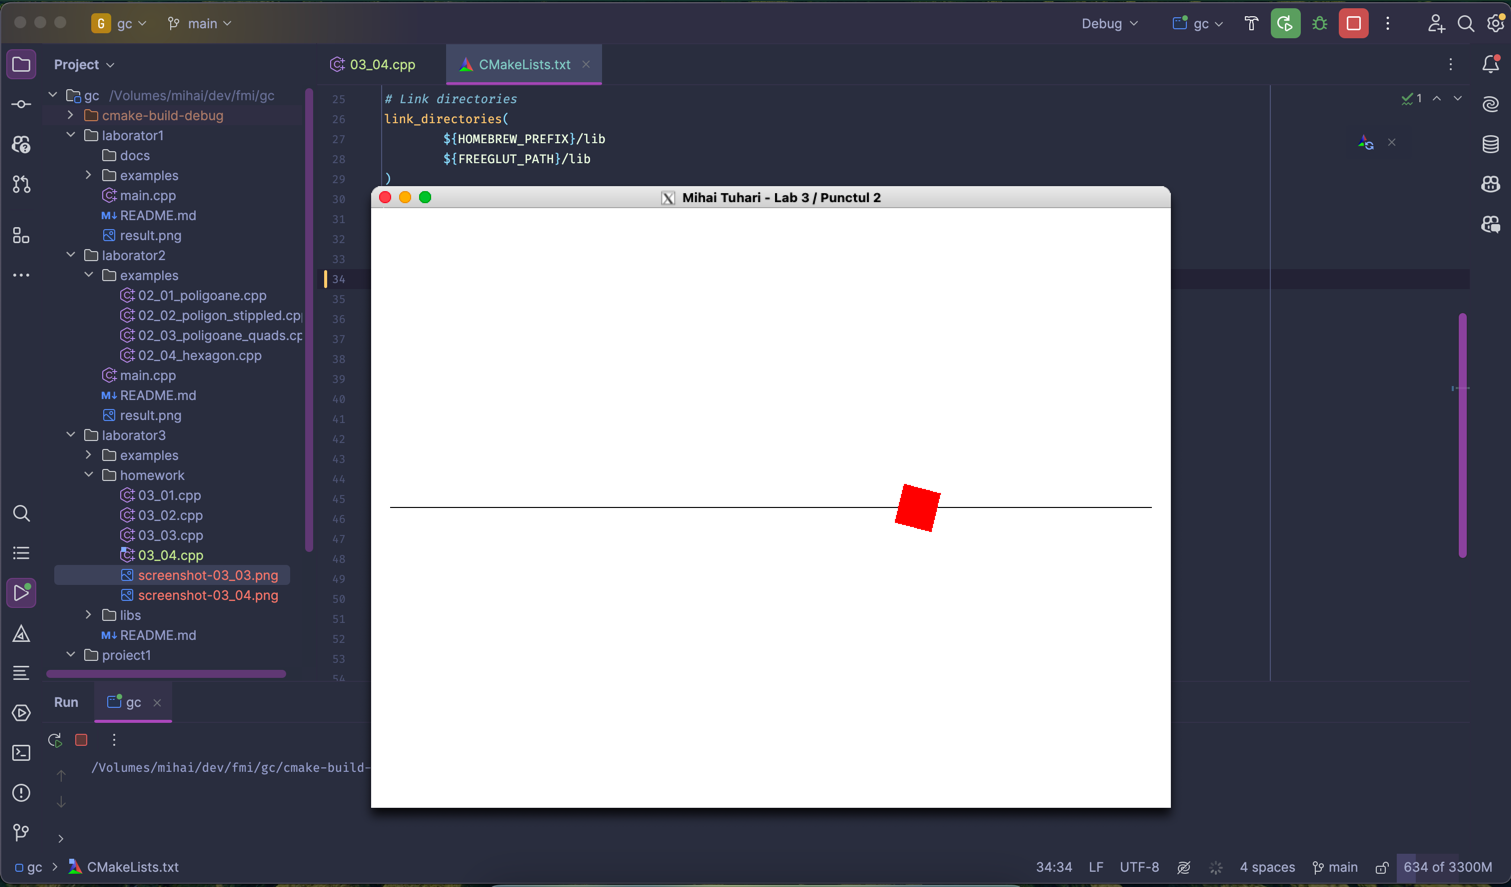 G gc main Debug gc
Project 03_04.cpp CMakeLists.txt
gc /Volumes/mihai/dev/fmi/gc
cmake-build-debug
laborator1
docs
examples
main.cpp
M↓ README.md
result.png
laborator2
examples
02_01_poligoane.cpp
02_02_poligon_stippled.cp
02_03_poligoane_quads.cp
02_04_hexagon.cpp
main.cpp
M↓ README.md
result.png
laborator3
examples
homework
03_01.cpp
03_02.cpp
03_03.cpp
03_04.cpp
screenshot-03_03.png
screenshot-03_04.png
libs
M↓ README.md
proiect1
25 # Link directories
26 link_directories(
27 ${HOMEBREW_PREFIX}/lib
28 ${FREEGLUT_PATH}/lib
29 )
30
31
32
33
34
35
36
37
38
39
40
41
42
43
44
45
46
47
48
49
50
51
52
53
54
1
X Mihai Tuhari - Lab 3 / Punctul 2
Run gc
/Volumes/mihai/dev/fmi/gc/cmake-build-
gc CMakeLists.txt 34:34 LF UTF-8 4 spaces main 634 of 3300M